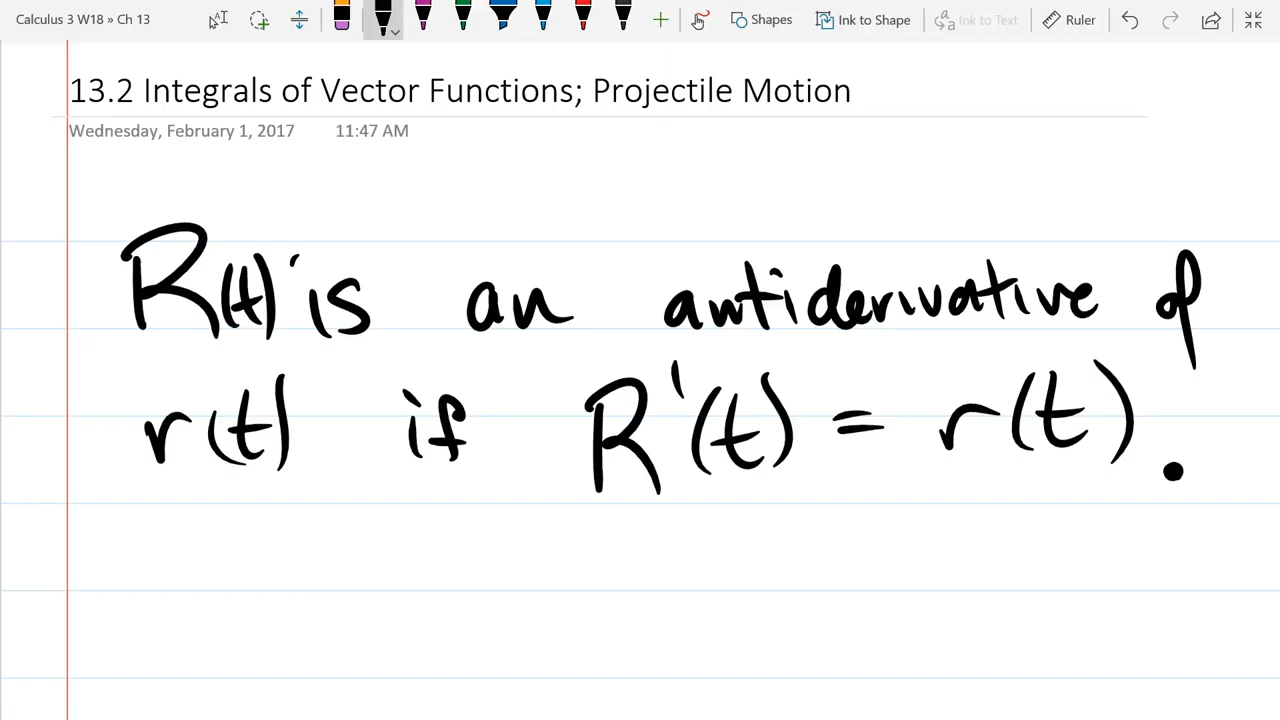 Calculus 3 W18 » Ch 13
Shapes
Ink to Shape
Ink to Text
Ruler
13.2 Integrals of Vector Functions; Projectile Motion
Wednesday, February 1, 2017 11:47 AM
R(t) is an antiderivative of
r(t) if R'(t) = r(t).